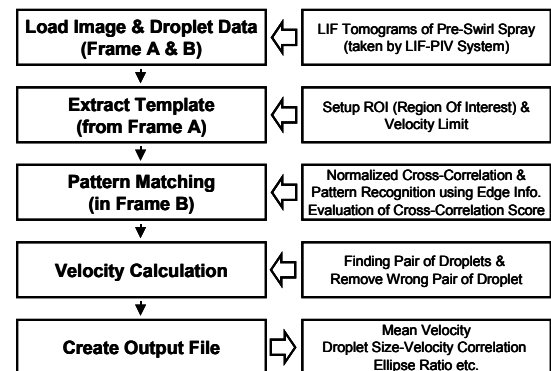 Load Image & Droplet Data
(Frame A & B)
LIF Tomograms of Pre-Swirl Spray
(taken by LIF-PIV System)
Extract Template
(from Frame A)
Setup ROI (Region Of Interest) &
Velocity Limit
Pattern Matching
(in Frame B)
Normalized Cross-Correlation &
Pattern Recognition using Edge Info.
Evaluation of Cross-Correlation Score
Velocity Calculation
Finding Pair of Droplets &
Remove Wrong Pair of Droplet
Create Output File
Mean Velocity
Droplet Size-Velocity Correlation
Ellipse Ratio etc.